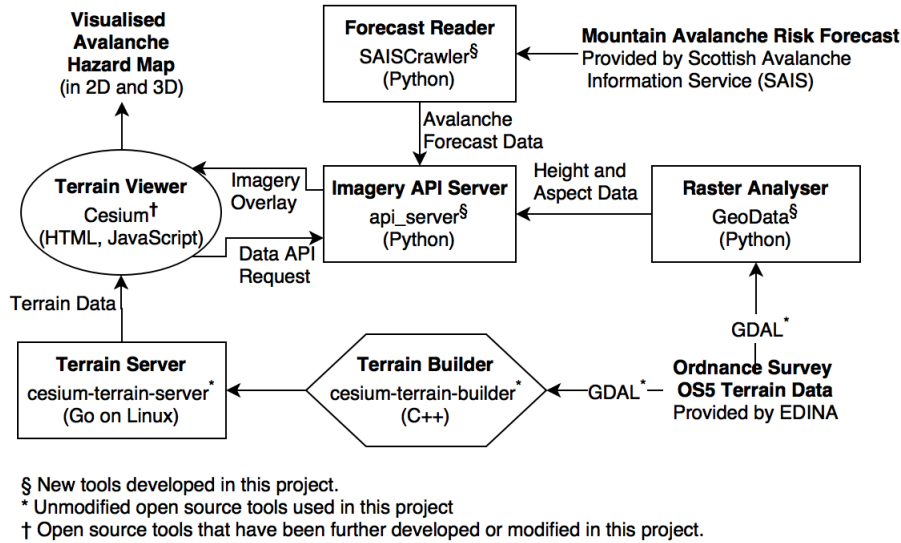 Visualised
Avalanche
Hazard Map
(in 2D and 3D)
Forecast Reader
SAISCrawler§
(Python)
Mountain Avalanche Risk Forecast
Provided by Scottish Avalanche
Information Service (SAIS)
Avalanche
Forecast Data
Terrain Viewer
Cesium†
(HTML, JavaScript)
Imagery
Overlay
Data API
Request
Imagery API Server
api_server§
(Python)
Height and
Aspect Data
Raster Analyser
GeoData§
(Python)
Terrain Data
GDAL*
Terrain Server
cesium-terrain-server*
(Go on Linux)
Terrain Builder
cesium-terrain-builder*
(C++)
GDAL*
Ordnance Survey
OS5 Terrain Data
Provided by EDINA
§ New tools developed in this project.
* Unmodified open source tools used in this project
† Open source tools that have been further developed or modified in this project.